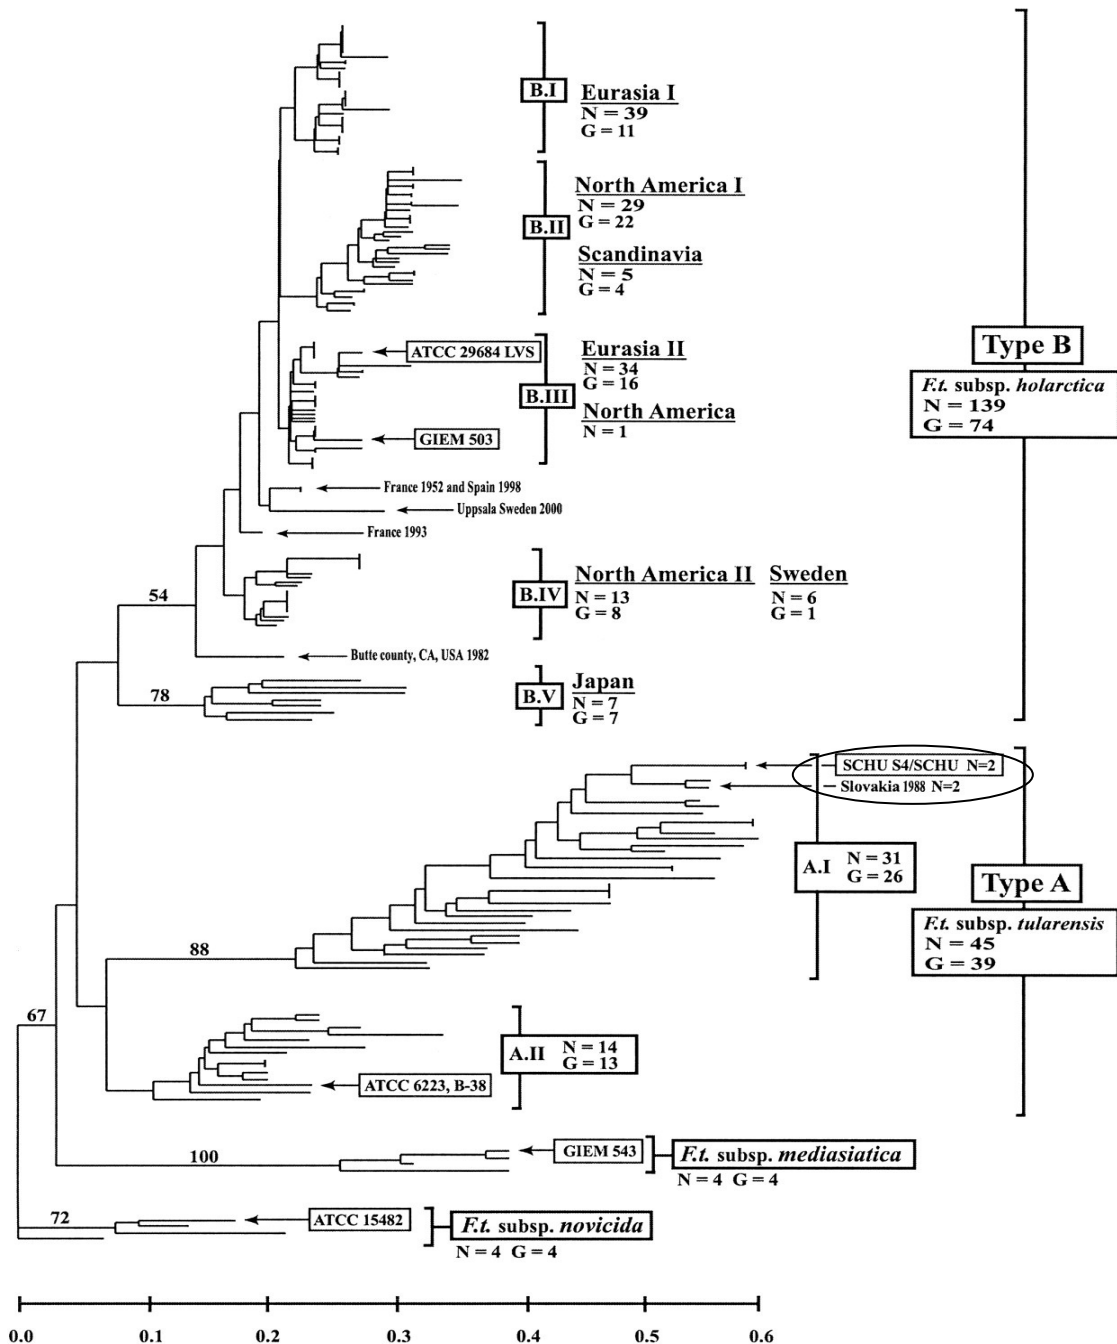 B.I
Eurasia I
N = 39
G = 11
North America I
N = 29
G = 22
B.II
Scandinavia
N = 5
G = 4
Type B
F.t. subsp. holarctica
N = 139
G = 74
ATCC 29684 LVS
Eurasia II
N = 34
G = 16
B.III
North America
N = 1
GIEM 503
France 1952 and Spain 1998
Uppsala Sweden 2000
France 1993
B.IV
North America II
N = 13
G = 8
Sweden
N = 6
G = 1
54
Butte county, CA, USA 1982
78
B.V
Japan
N = 7
G = 7
SCHU S4/SCHU N=2
Slovakia 1988 N=2
A.I
N = 31
G = 26
Type A
F.t. subsp. tularensis
N = 45
G = 39
88
67
A.II
N = 14
G = 13
ATCC 6223, B-38
100
GIEM 543
F.t. subsp. mediasiatica
N = 4 G = 4
72
ATCC 15482
F.t. subsp. novicida
N = 4 G = 4
0.0 0.1 0.2 0.3 0.4 0.5 0.6